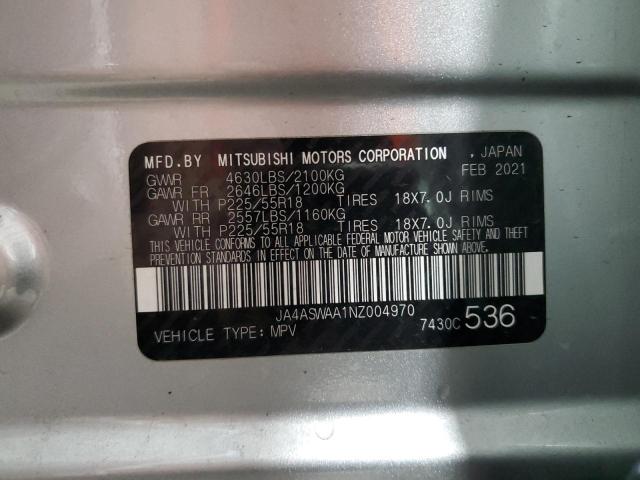 MFD.BY MITSUBISHI MOTORS CORPORATION , JAPAN
GVWR 4630LBS/2100KG FEB 2021
GAWR FR 2646LBS/1200KG
WITH P225/55R18 TIRES 18X7.0J RIMS
GAWR RR 2557LBS/1160KG
WITH P225/55R18 TIRES 18X7.0J RIMS
THIS VEHICLE CONFORMS TO ALL APPLICABLE FEDERAL MOTOR VEHICLE SAFETY AND THEFT
PREVENTION STANDARDS IN EFFECT ON THE DATE OF MANUFACTURE SHOWN ABOVE.
JA4ASWAA1NZ004970
VEHICLE TYPE: MPV 7430C 536